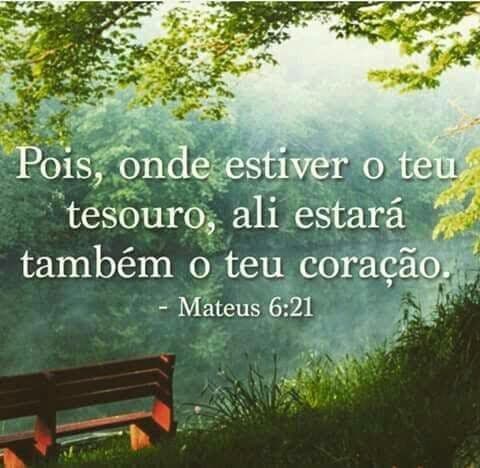 Pois, onde estiver o teu
tesouro, ali estará
também o teu coração.
- Mateus 6:21